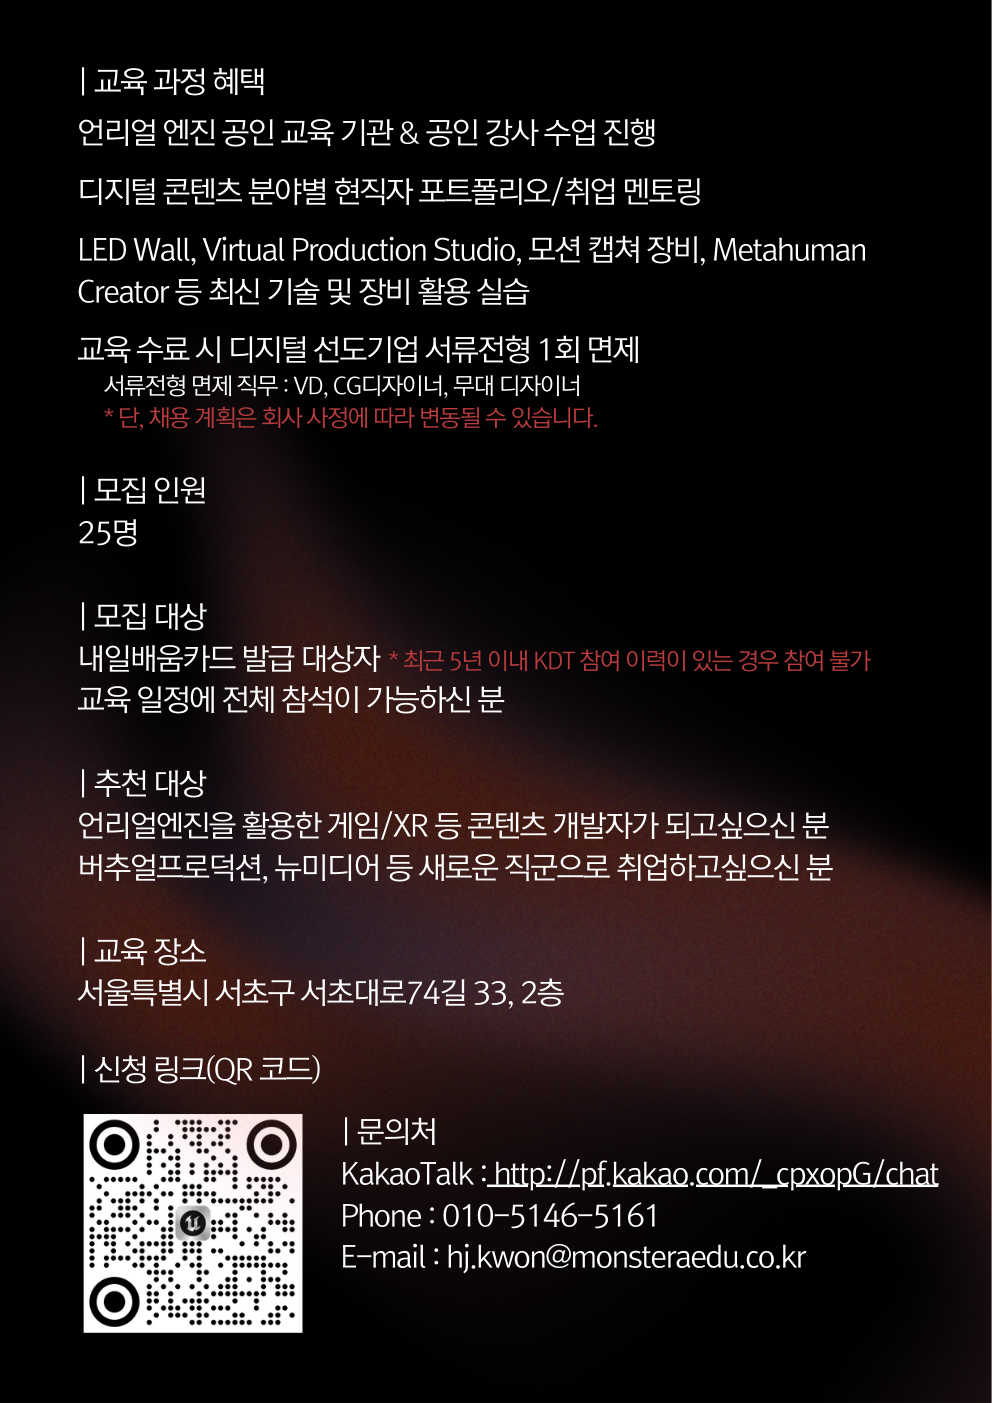 | 교육 과정 혜택
언리얼 엔진 공인 교육 기관 & 공인 강사 수업 진행
디지털 콘텐츠 분야별 현직자 포트폴리오/취업 멘토링
LED Wall, Virtual Production Studio, 모션 캡쳐 장비, Metahuman
Creator 등 최신 기술 및 장비 활용 실습
교육 수료 시 디지털 선도기업 서류전형 1회 면제
서류전형 면제 직무 : VD, CG디자이너, 무대 디자이너
* 단, 채용 계획은 회사 사정에 따라 변동될 수 있습니다.
| 모집 인원
25명
| 모집 대상
내일배움카드 발급 대상자 * 최근 5년 이내 KDT 참여 이력이 있는 경우 참여 불가
교육 일정에 전체 참석이 가능하신 분
| 추천 대상
언리얼엔진을 활용한 게임/XR 등 콘텐츠 개발자가 되고싶으신 분
버추얼프로덕션, 뉴미디어 등 새로운 직군으로 취업하고싶으신 분
| 교육 장소
서울특별시 서초구 서초대로74길 33, 2층
| 신청 링크(QR 코드)
| 문의처
KakaoTalk : http://pf.kakao.com/_cpxopG/chat
Phone : 010-5146-5161
E-mail : hj.kwon@monsteraedu.co.kr